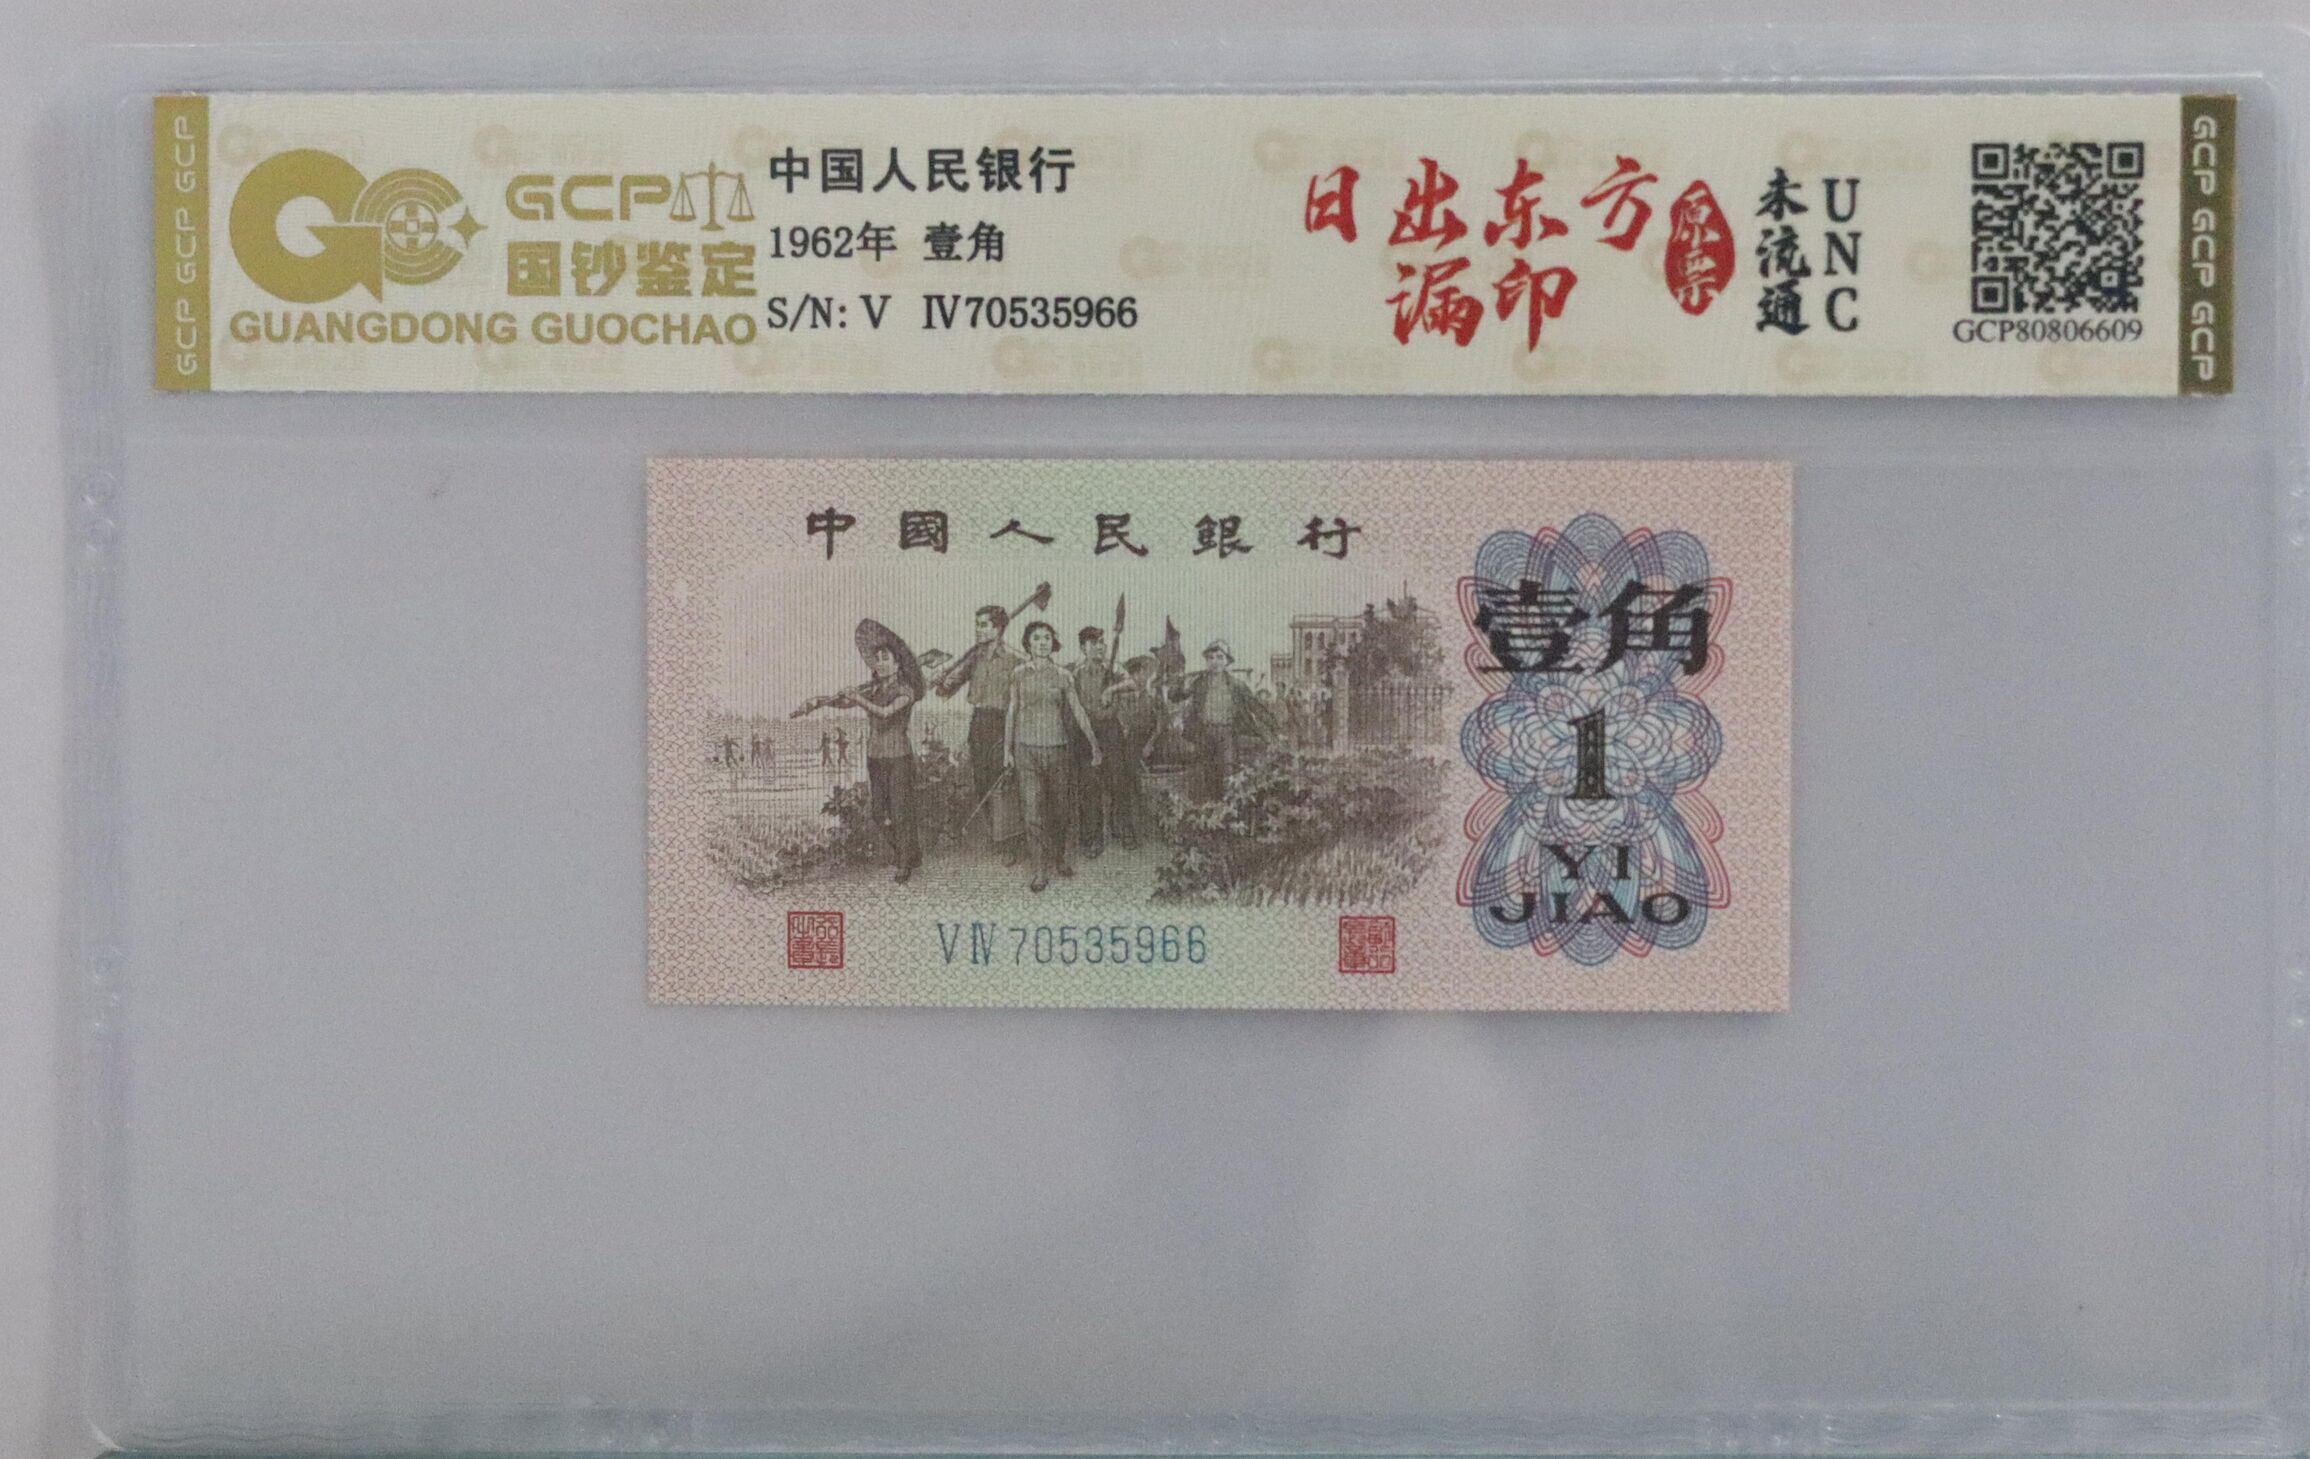 GCP GCP GCP
GCP
国钞鉴定
GUANGDONG GUOCHAO
中国人民银行
1962年 壹角
S/N: V Ⅳ70535966
日出东方
漏印
原票
未流通
UNC
GCP80806609
GCP GCP GCP
中國人民銀行
壹角
1
YI
JIAO
V Ⅳ 70535966